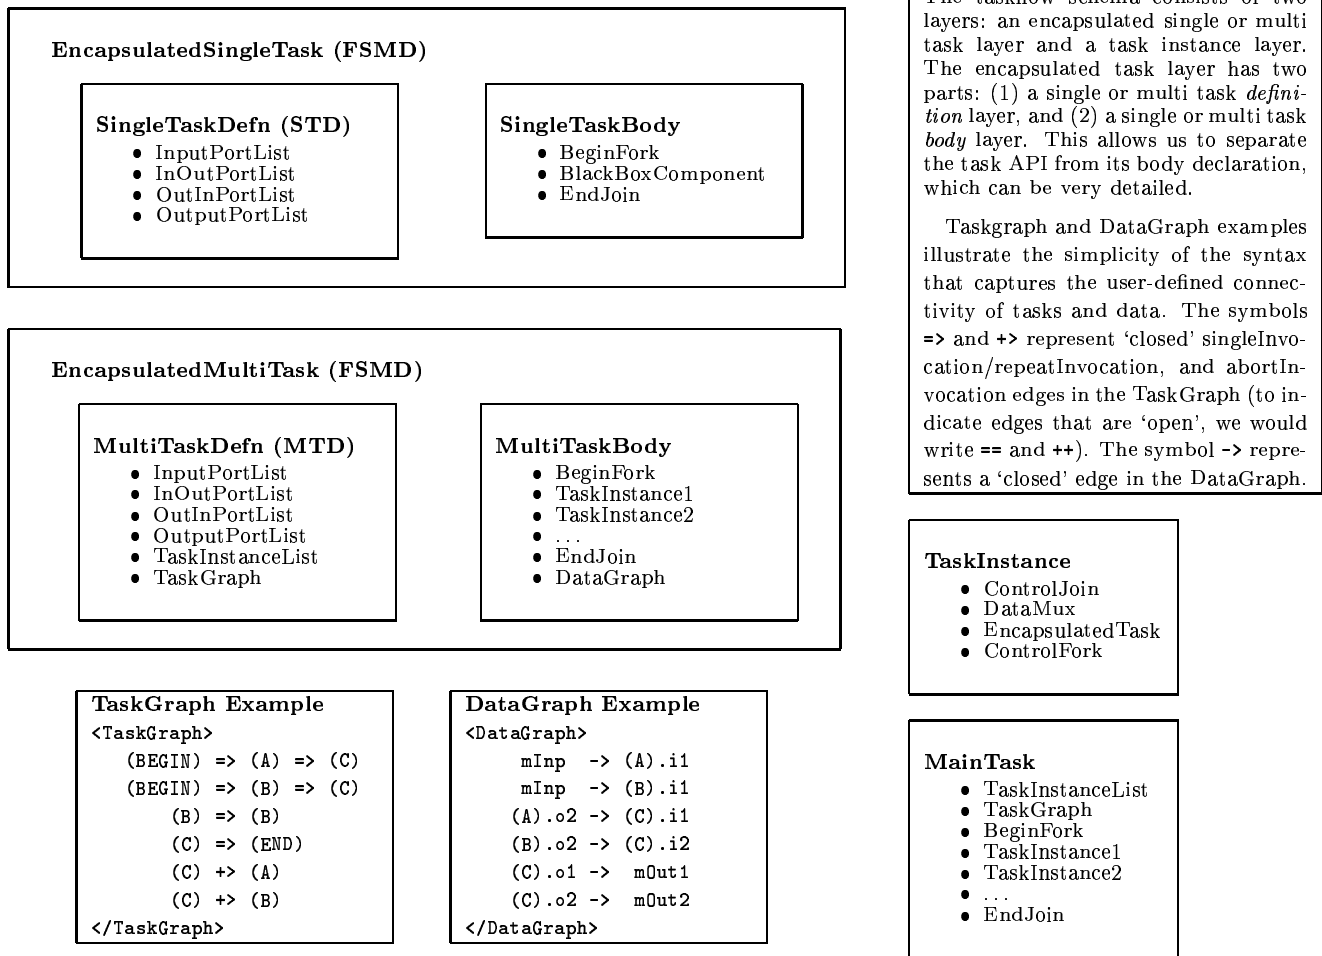 EncapsulatedSingleTask (FSMD)
SingleTaskDefn (STD)
• InputPortList
• InOutPortList
• OutInPortList
• OutputPortList
SingleTaskBody
• BeginFork
• BlackBoxComponent
• EndJoin
EncapsulatedMultiTask (FSMD)
MultiTaskDefn (MTD)
• InputPortList
• InOutPortList
• OutInPortList
• OutputPortList
• TaskInstanceList
• TaskGraph
MultiTaskBody
• BeginFork
• TaskInstance1
• TaskInstance2
• ...
• EndJoin
• DataGraph
TaskGraph Example
<TaskGraph>
(BEGIN) => (A) => (C)
(BEGIN) => (B) => (C)
(B) => (B)
(C) => (END)
(C) +> (A)
(C) +> (B)
</TaskGraph>
DataGraph Example
<DataGraph>
mInp -> (A).i1
mInp -> (B).i1
(A).o2 -> (C).i1
(B).o2 -> (C).i2
(C).o1 -> mOut1
(C).o2 -> mOut2
</DataGraph>
The taskflow schema consists of two
layers: an encapsulated single or multi
task layer and a task instance layer.
The encapsulated task layer has two
parts: (1) a single or multi task defini-
tion layer, and (2) a single or multi task
body layer. This allows us to separate
the task API from its body declaration,
which can be very detailed.
Taskgraph and DataGraph examples
illustrate the simplicity of the syntax
that captures the user-defined connec-
tivity of tasks and data. The symbols
=> and +> represent ‘closed’ singleInvo-
cation/repeatInvocation, and abortIn-
vocation edges in the TaskGraph (to in-
dicate edges that are ‘open’, we would
write == and ++). The symbol -> repre-
sents a ‘closed’ edge in the DataGraph.
TaskInstance
• ControlJoin
• DataMux
• EncapsulatedTask
• ControlFork
MainTask
• TaskInstanceList
• TaskGraph
• BeginFork
• TaskInstance1
• TaskInstance2
• ...
• EndJoin